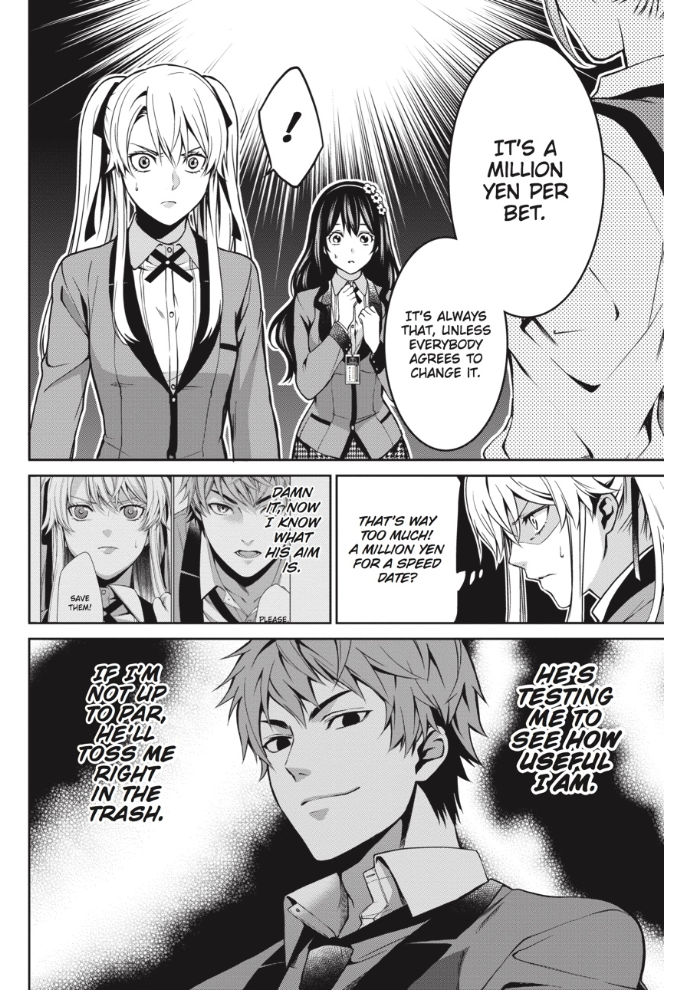 !
IT'S A
MILLION
YEN PER
BET.
IT'S ALWAYS
THAT, UNLESS
EVERYBODY
AGREES TO
CHANGE IT.
THAT'S WAY
TOO MUCH!
A MILLION YEN
FOR A SPEED
DATE?
DAMN
IT, NOW
I KNOW
WHAT
HIS AIM
IS.
PLEASE
SAVE
THEM!
HE'S
TESTING
ME TO
SEE HOW
USEFUL
I AM.
IF I'M
NOT UP
TO PAR,
HE'LL
TOSS ME
RIGHT
IN THE
TRASH.